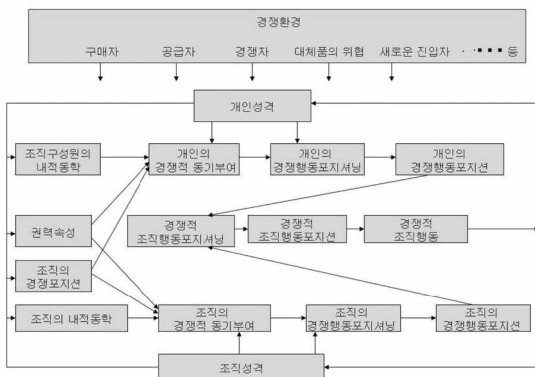 경쟁환경
구매자 공급자 경쟁자 대체품의 위협 새로운 진입자 · ·▪▪▪ 등
개인성격
조직구성원의
내적동학
개인의
경쟁적 동기부여
개인의
경쟁행동포지셔닝
개인의
경쟁행동포지션
권력속성
경쟁적
조직행동포지셔닝
경쟁적
조직행동포지션
경쟁적
조직행동
조직의
경쟁포지션
조직의 내적동학
조직의
경쟁적 동기부여
조직의
경쟁행동포지셔닝
조직의
경쟁행동포지션
조직성격